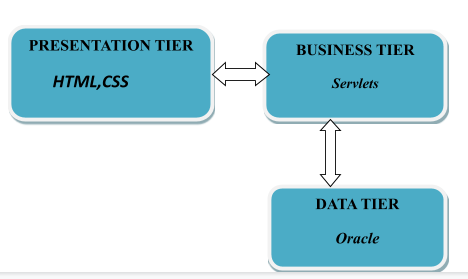 PRESENTATION TIER
HTML,CSS
BUSINESS TIER
Servlets
DATA TIER
Oracle